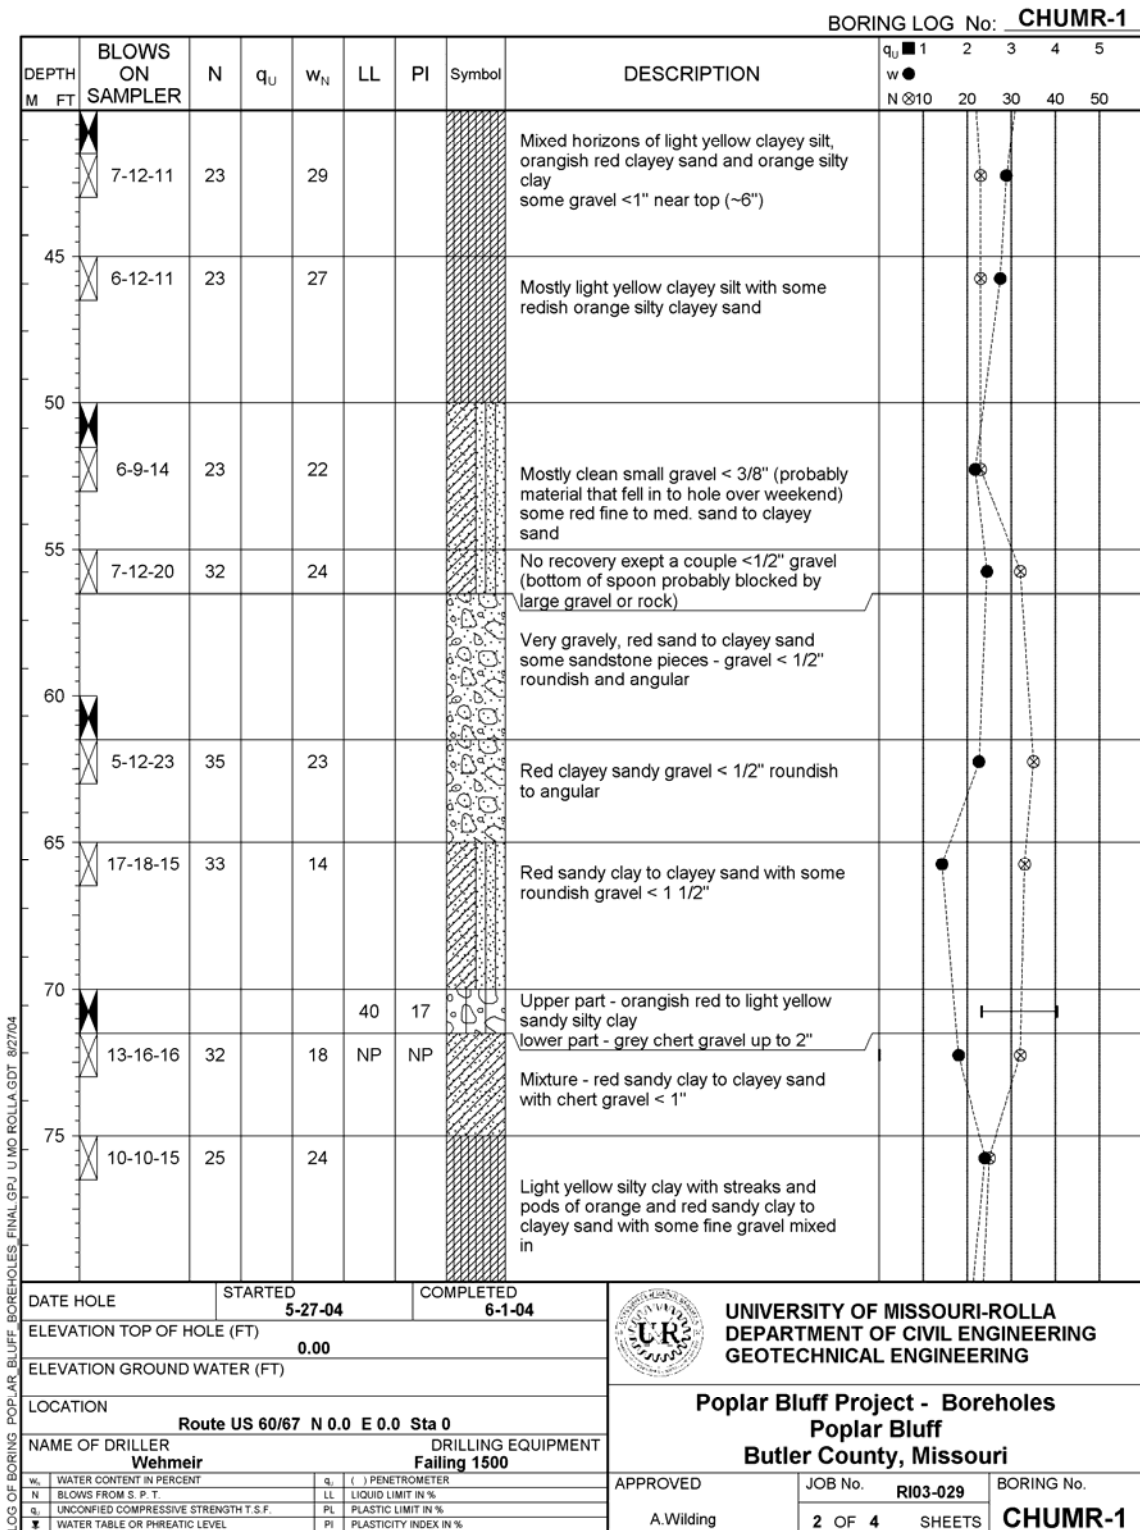 BORING LOG No: CHUMR-1
DEPTH
M FT
BLOWS
ON
SAMPLER
N
qU
wN
LL
PI
Symbol
DESCRIPTION
qU ■ 1 2 3 4 5
w ●
N ⊗ 10 20 30 40 50
7-12-11 23 29
Mixed horizons of light yellow clayey silt,
orangish red clayey sand and orange silty
clay
some gravel <1" near top (~6")
45
6-12-11 23 27
Mostly light yellow clayey silt with some
redish orange silty clayey sand
50
6-9-14 23 22
Mostly clean small gravel < 3/8" (probably
material that fell in to hole over weekend)
some red fine to med. sand to clayey
sand
55
7-12-20 32 24
No recovery exept a couple <1/2" gravel
(bottom of spoon probably blocked by
large gravel or rock)
Very gravely, red sand to clayey sand
some sandstone pieces - gravel < 1/2"
roundish and angular
60
5-12-23 35 23
Red clayey sandy gravel < 1/2" roundish
to angular
65
17-18-15 33 14
Red sandy clay to clayey sand with some
roundish gravel < 1 1/2"
70
40 17
Upper part - orangish red to light yellow
sandy silty clay
lower part - grey chert gravel up to 2"
13-16-16 32 18 NP NP
Mixture - red sandy clay to clayey sand
with chert gravel < 1"
75
10-10-15 25 24
Light yellow silty clay with streaks and
pods of orange and red sandy clay to
clayey sand with some fine gravel mixed
in
LOG OF BORING POPLAR_BLUFF_BOREHOLES_FINAL.GPJ U MO ROLLA.GDT 8/27/04
DATE HOLE
STARTED
5-27-04
COMPLETED
6-1-04
ELEVATION TOP OF HOLE (FT)
0.00
ELEVATION GROUND WATER (FT)
LOCATION
Route US 60/67 N 0.0 E 0.0 Sta 0
NAME OF DRILLER
Wehmeir
DRILLING EQUIPMENT
Failing 1500
wN WATER CONTENT IN PERCENT
N BLOWS FROM S. P. T.
qU UNCONFIED COMPRESSIVE STRENGTH T.S.F.
WATER TABLE OR PHREATIC LEVEL
qU ( ) PENETROMETER
LL LIQUID LIMIT IN %
PL PLASTIC LIMIT IN %
PI PLASTICITY INDEX IN %
UR
UNIVERSITY OF MISSOURI-ROLLA
DEPARTMENT OF CIVIL ENGINEERING
GEOTECHNICAL ENGINEERING
Poplar Bluff Project - Boreholes
Poplar Bluff
Butler County, Missouri
APPROVED
A.Wilding
JOB No. RI03-029
2 OF 4 SHEETS
BORING No.
CHUMR-1